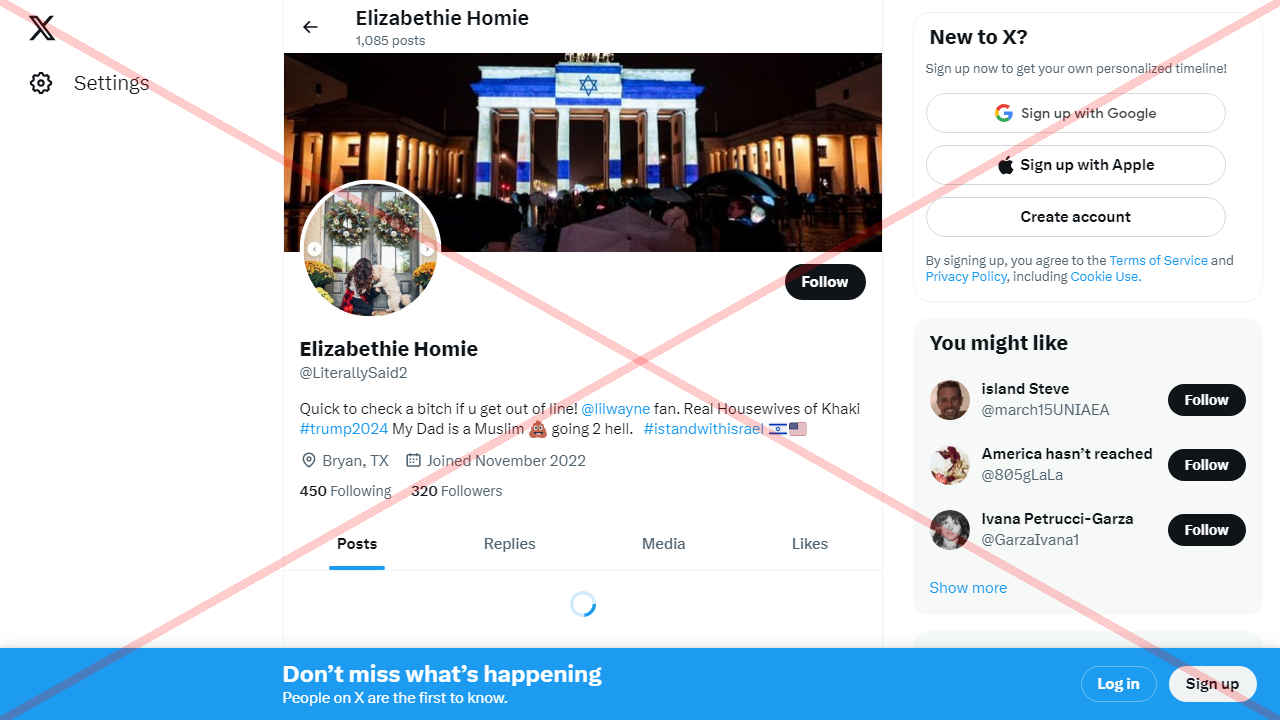 Settings
Elizabethie Homie
1,085 posts
Follow
Elizabethie Homie
@LiterallySaid2
Quick to check a bitch if u get out of line! @lilwayne fan. Real Housewives of Khaki
#trump2024 My Dad is a Muslim 💩 going 2 hell. #istandwithisrael 🇮🇱🇺🇸
Bryan, TX Joined November 2022
450 Following 320 Followers
Posts Replies Media Likes
New to X?
Sign up now to get your own personalized timeline!
Sign up with Google
Sign up with Apple
Create account
By signing up, you agree to the Terms of Service and
Privacy Policy, including Cookie Use.
You might like
island Steve
@march15UNIAEA
Follow
America hasn’t reached
@805gLaLa
Follow
Ivana Petrucci-Garza
@GarzaIvana1
Follow
Show more
Don’t miss what’s happening
People on X are the first to know.
Log in Sign up